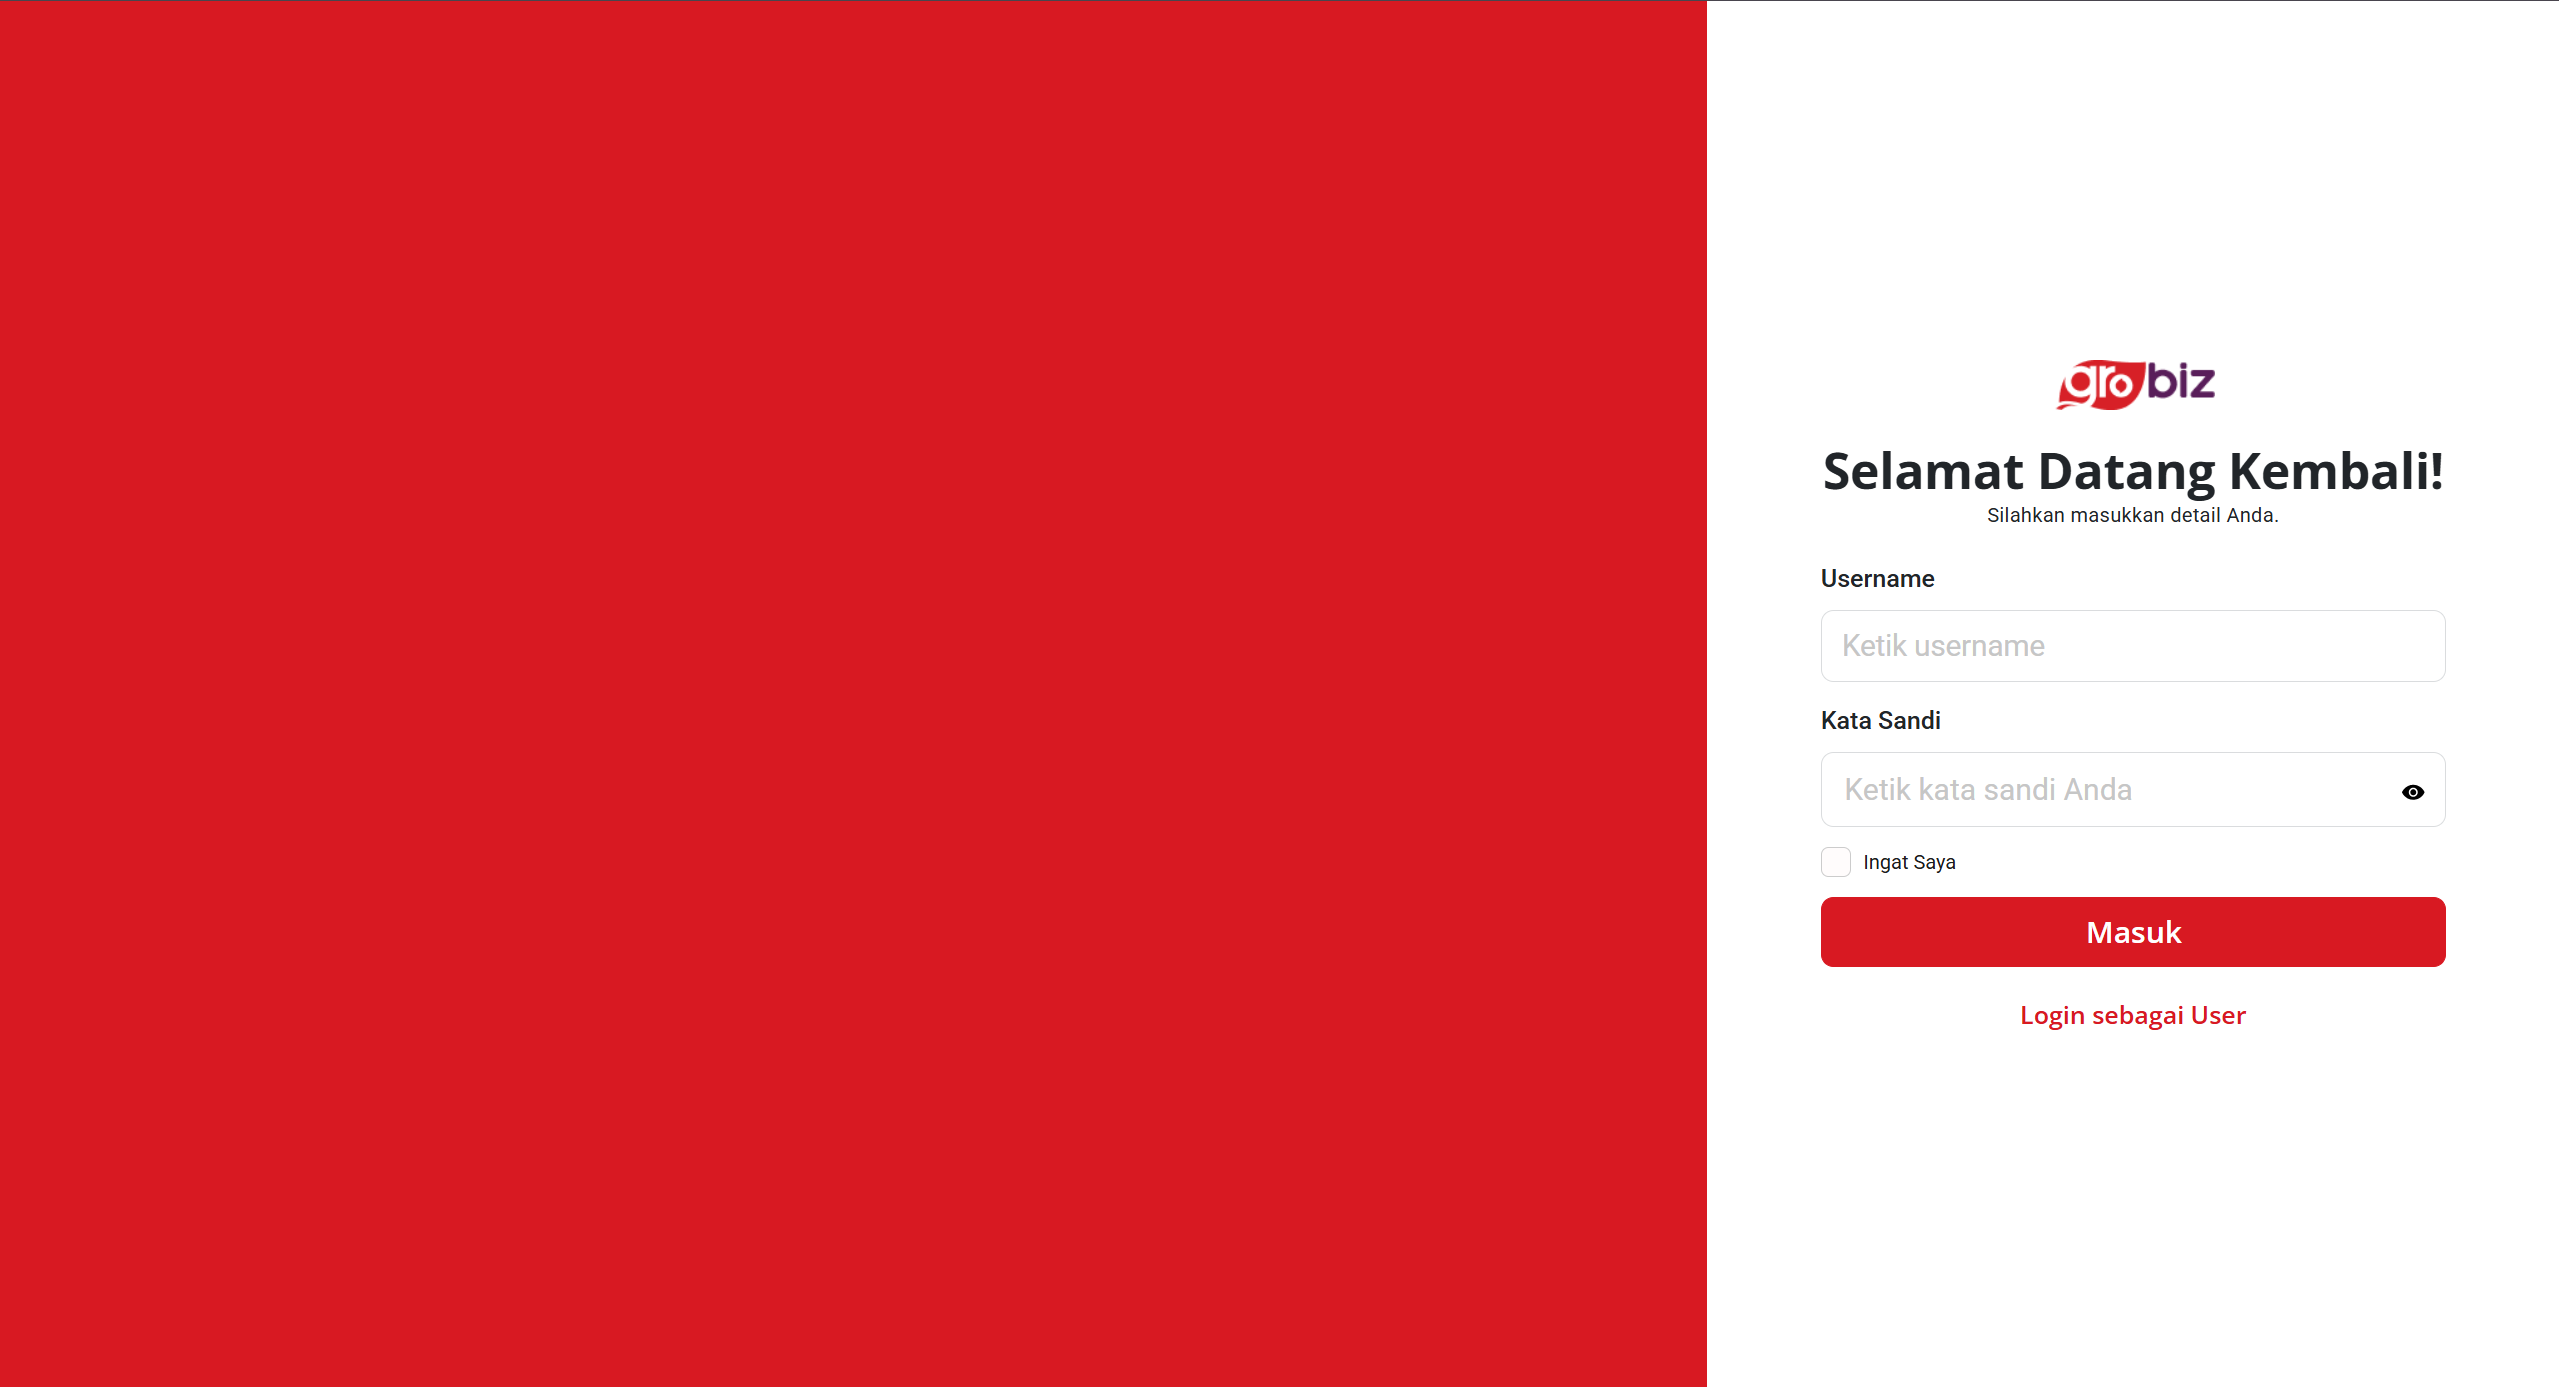 grobiz
Selamat Datang Kembali!
Silahkan masukkan detail Anda.
Username
Ketik username
Kata Sandi
Ketik kata sandi Anda
Ingat Saya
Masuk
Login sebagai User